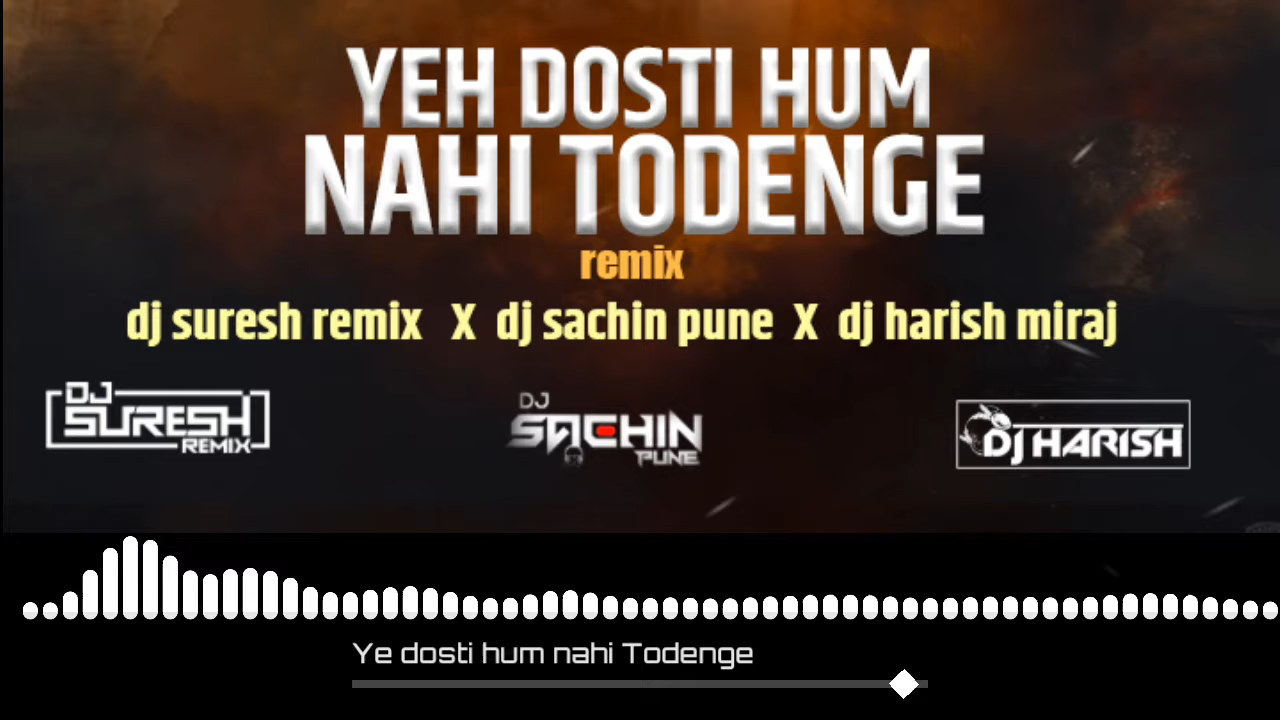 YEH DOSTI HUM
NAHI TODENGE
remix
dj suresh remix X dj sachin pune X dj harish miraj
DJ
SURESH
REMIX
DJ
SACHIN
PUNE
DJ HARISH
Ye dosti hum nahi Todenge